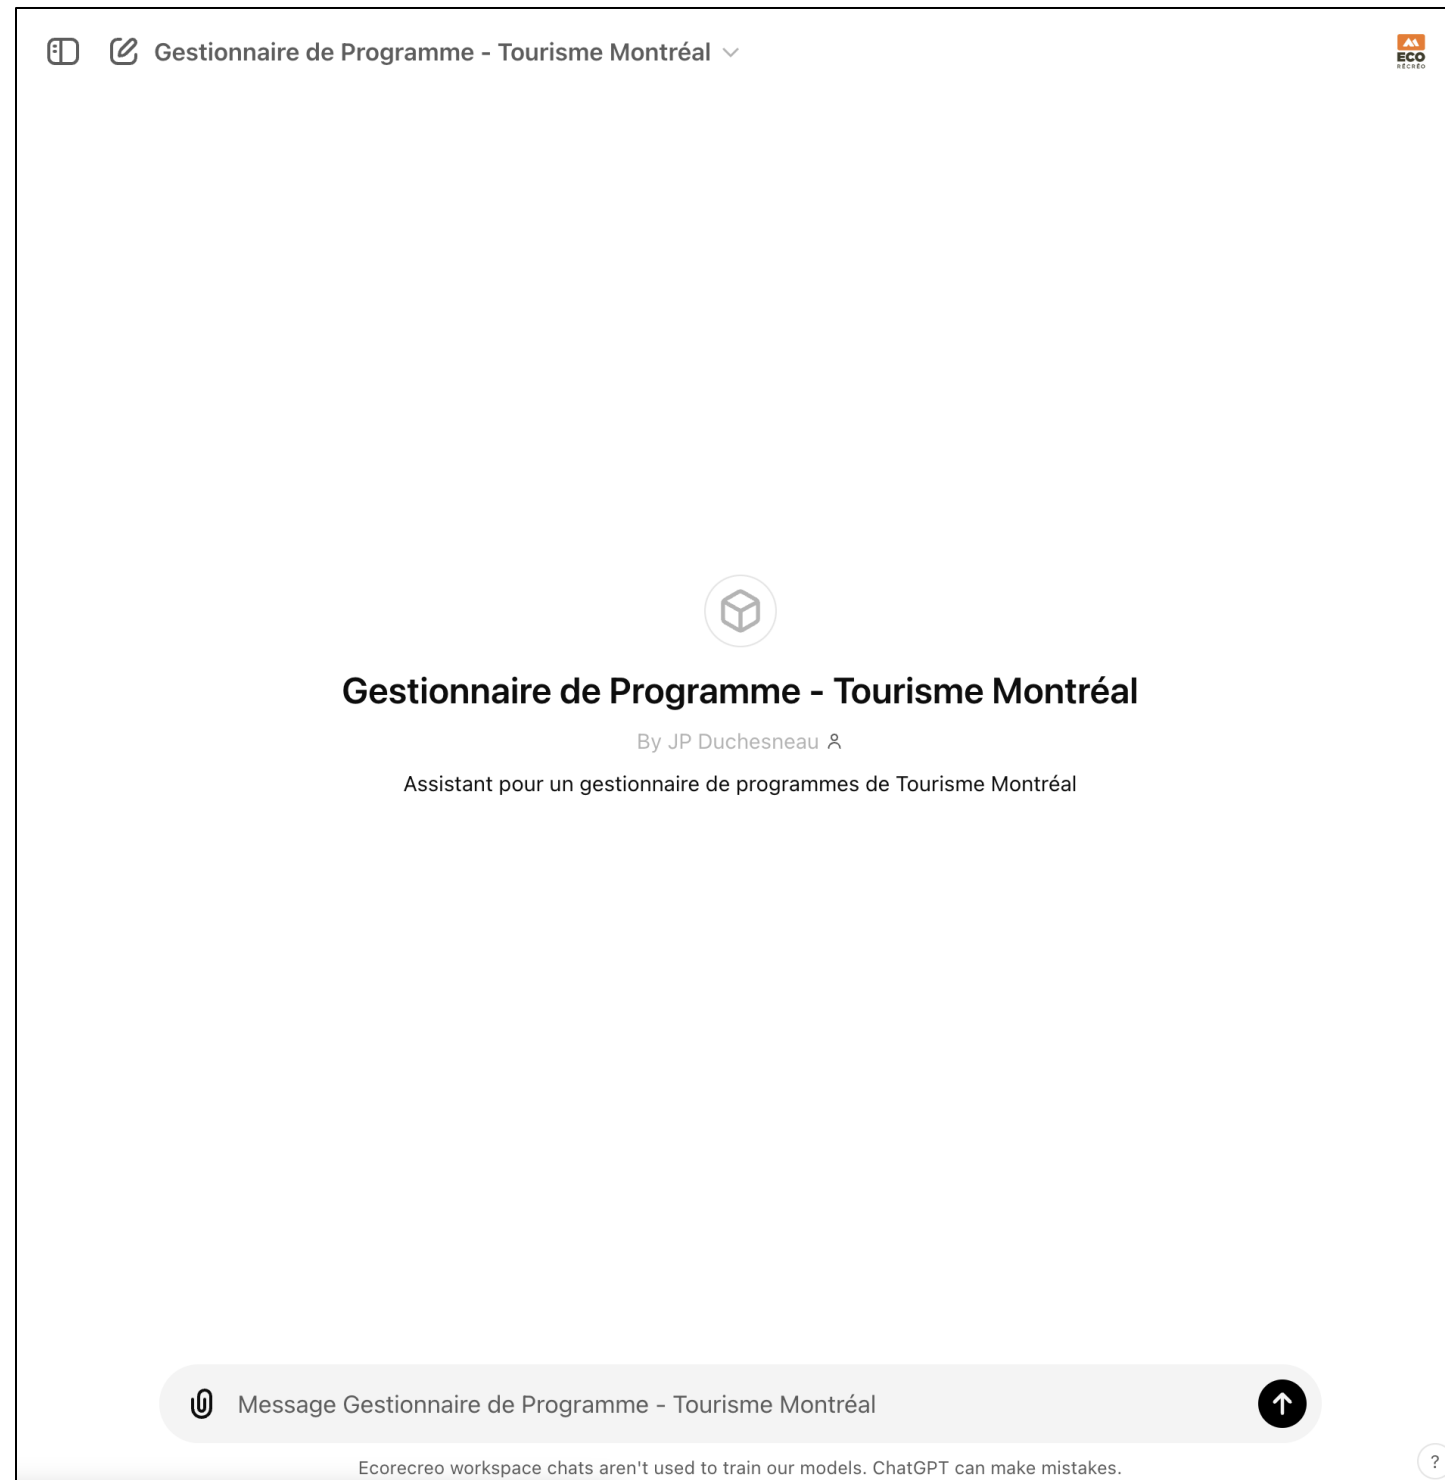 Gestionnaire de Programme - Tourisme Montréal
ECO
RÉCRÉO
Gestionnaire de Programme - Tourisme Montréal
By JP Duchesneau
Assistant pour un gestionnaire de programmes de Tourisme Montréal
Message Gestionnaire de Programme - Tourisme Montréal
Ecorecreo workspace chats aren't used to train our models. ChatGPT can make mistakes.
?